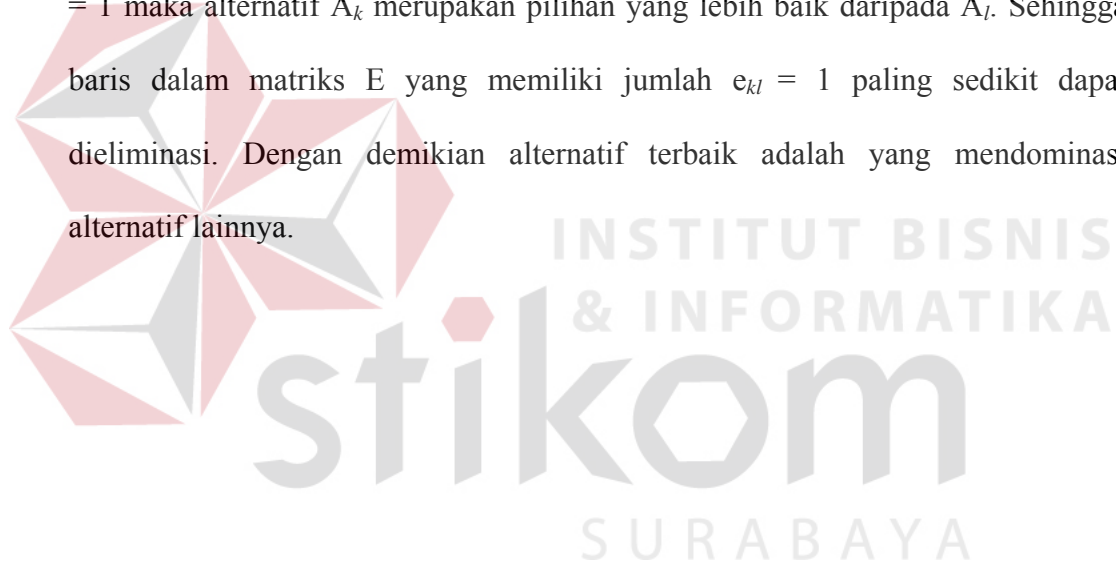 = 1 maka alternatif Ak merupakan pilihan yang lebih baik daripada Al. Sehingga
baris dalam matriks E yang memiliki jumlah ekl = 1 paling sedikit dapa
dieliminasi. Dengan demikian alternatif terbaik adalah yang mendominas
alternatif lainnya.
INSTITUT BISNIS
& INFORMATIKA
stikom
SURABAYA